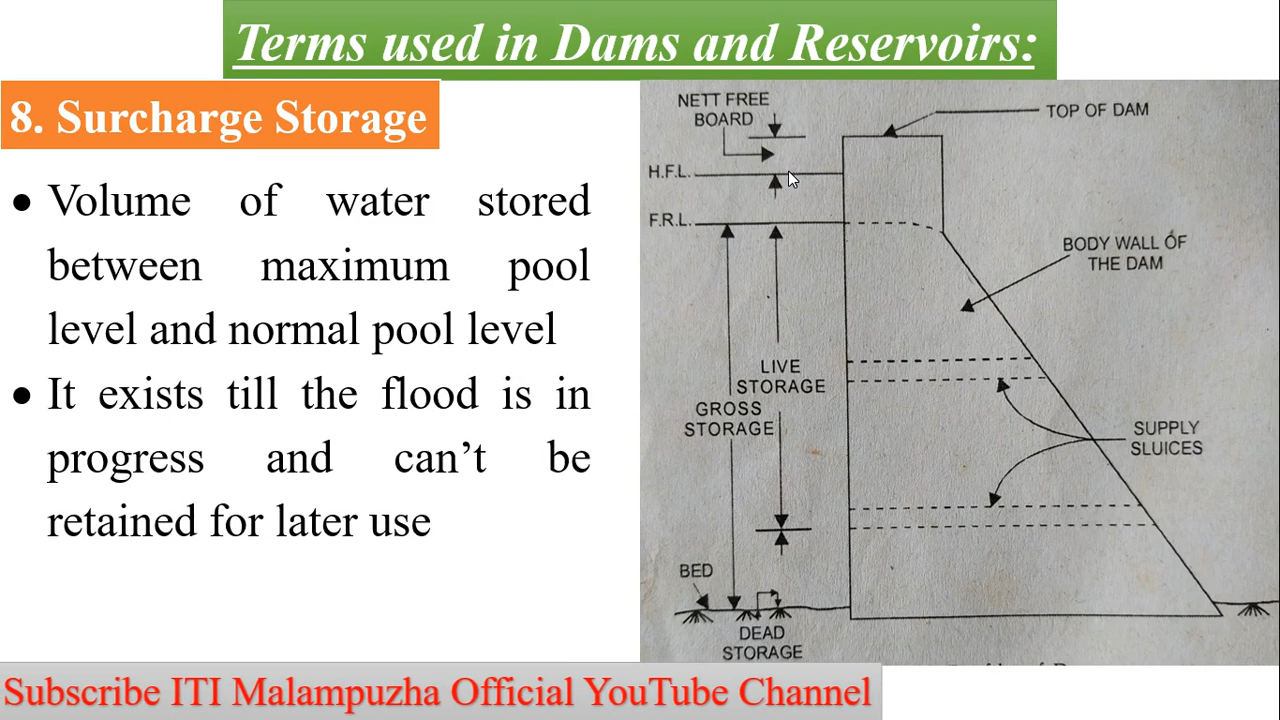 Terms used in Dams and Reservoirs:
8. Surcharge Storage
• Volume of water stored
between maximum pool
level and normal pool level
• It exists till the flood is in
progress and can’t be
retained for later use
NETT FREE
BOARD
TOP OF DAM
H.F.L.
F.R.L.
BODY WALL OF
THE DAM
LIVE
STORAGE
GROSS
STORAGE
SUPPLY
SLUICES
BED
DEAD
STORAGE
Subscribe ITI Malampuzha Official YouTube Channel